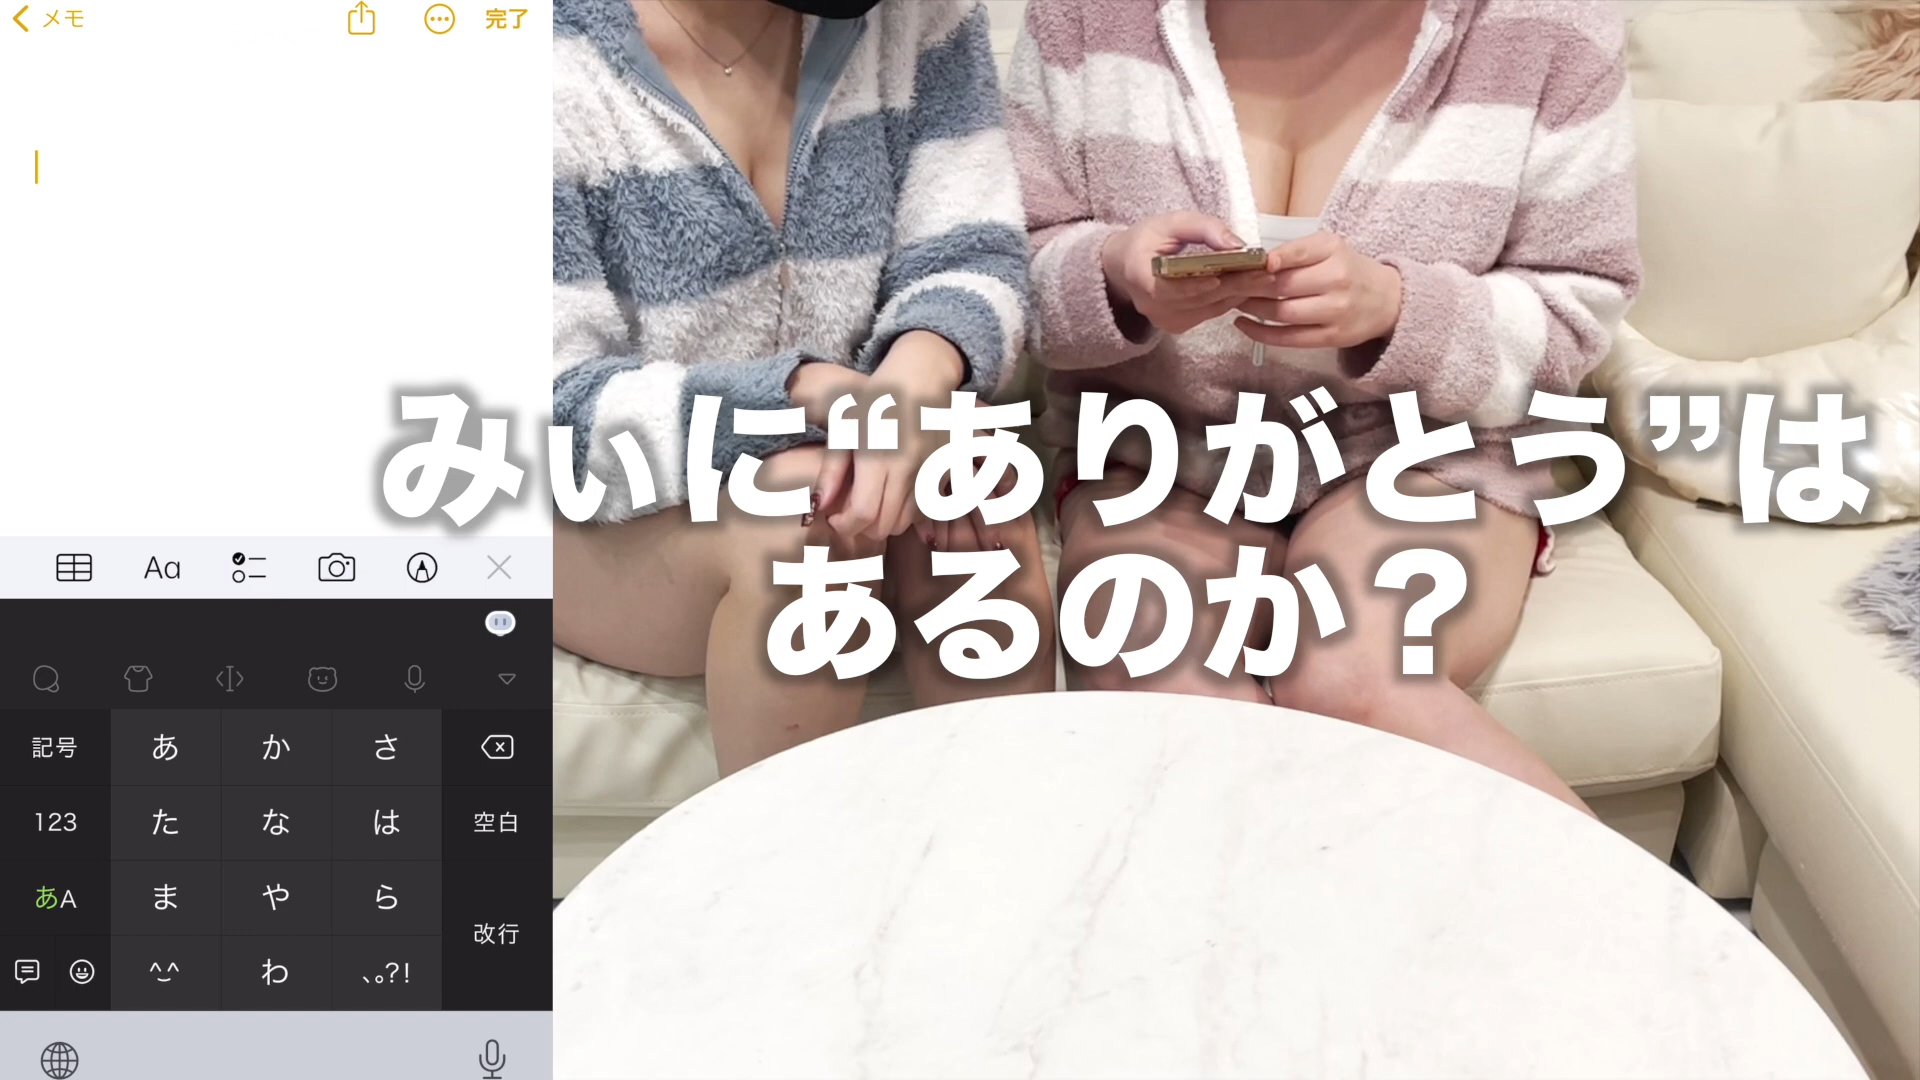 メモ
完了
みぃに“ありがとう”は
あるのか？
Aa
記号
あ
か
さ
123
た
な
は
空白
あA
ま
や
ら
改行
^_^
わ
、。?!